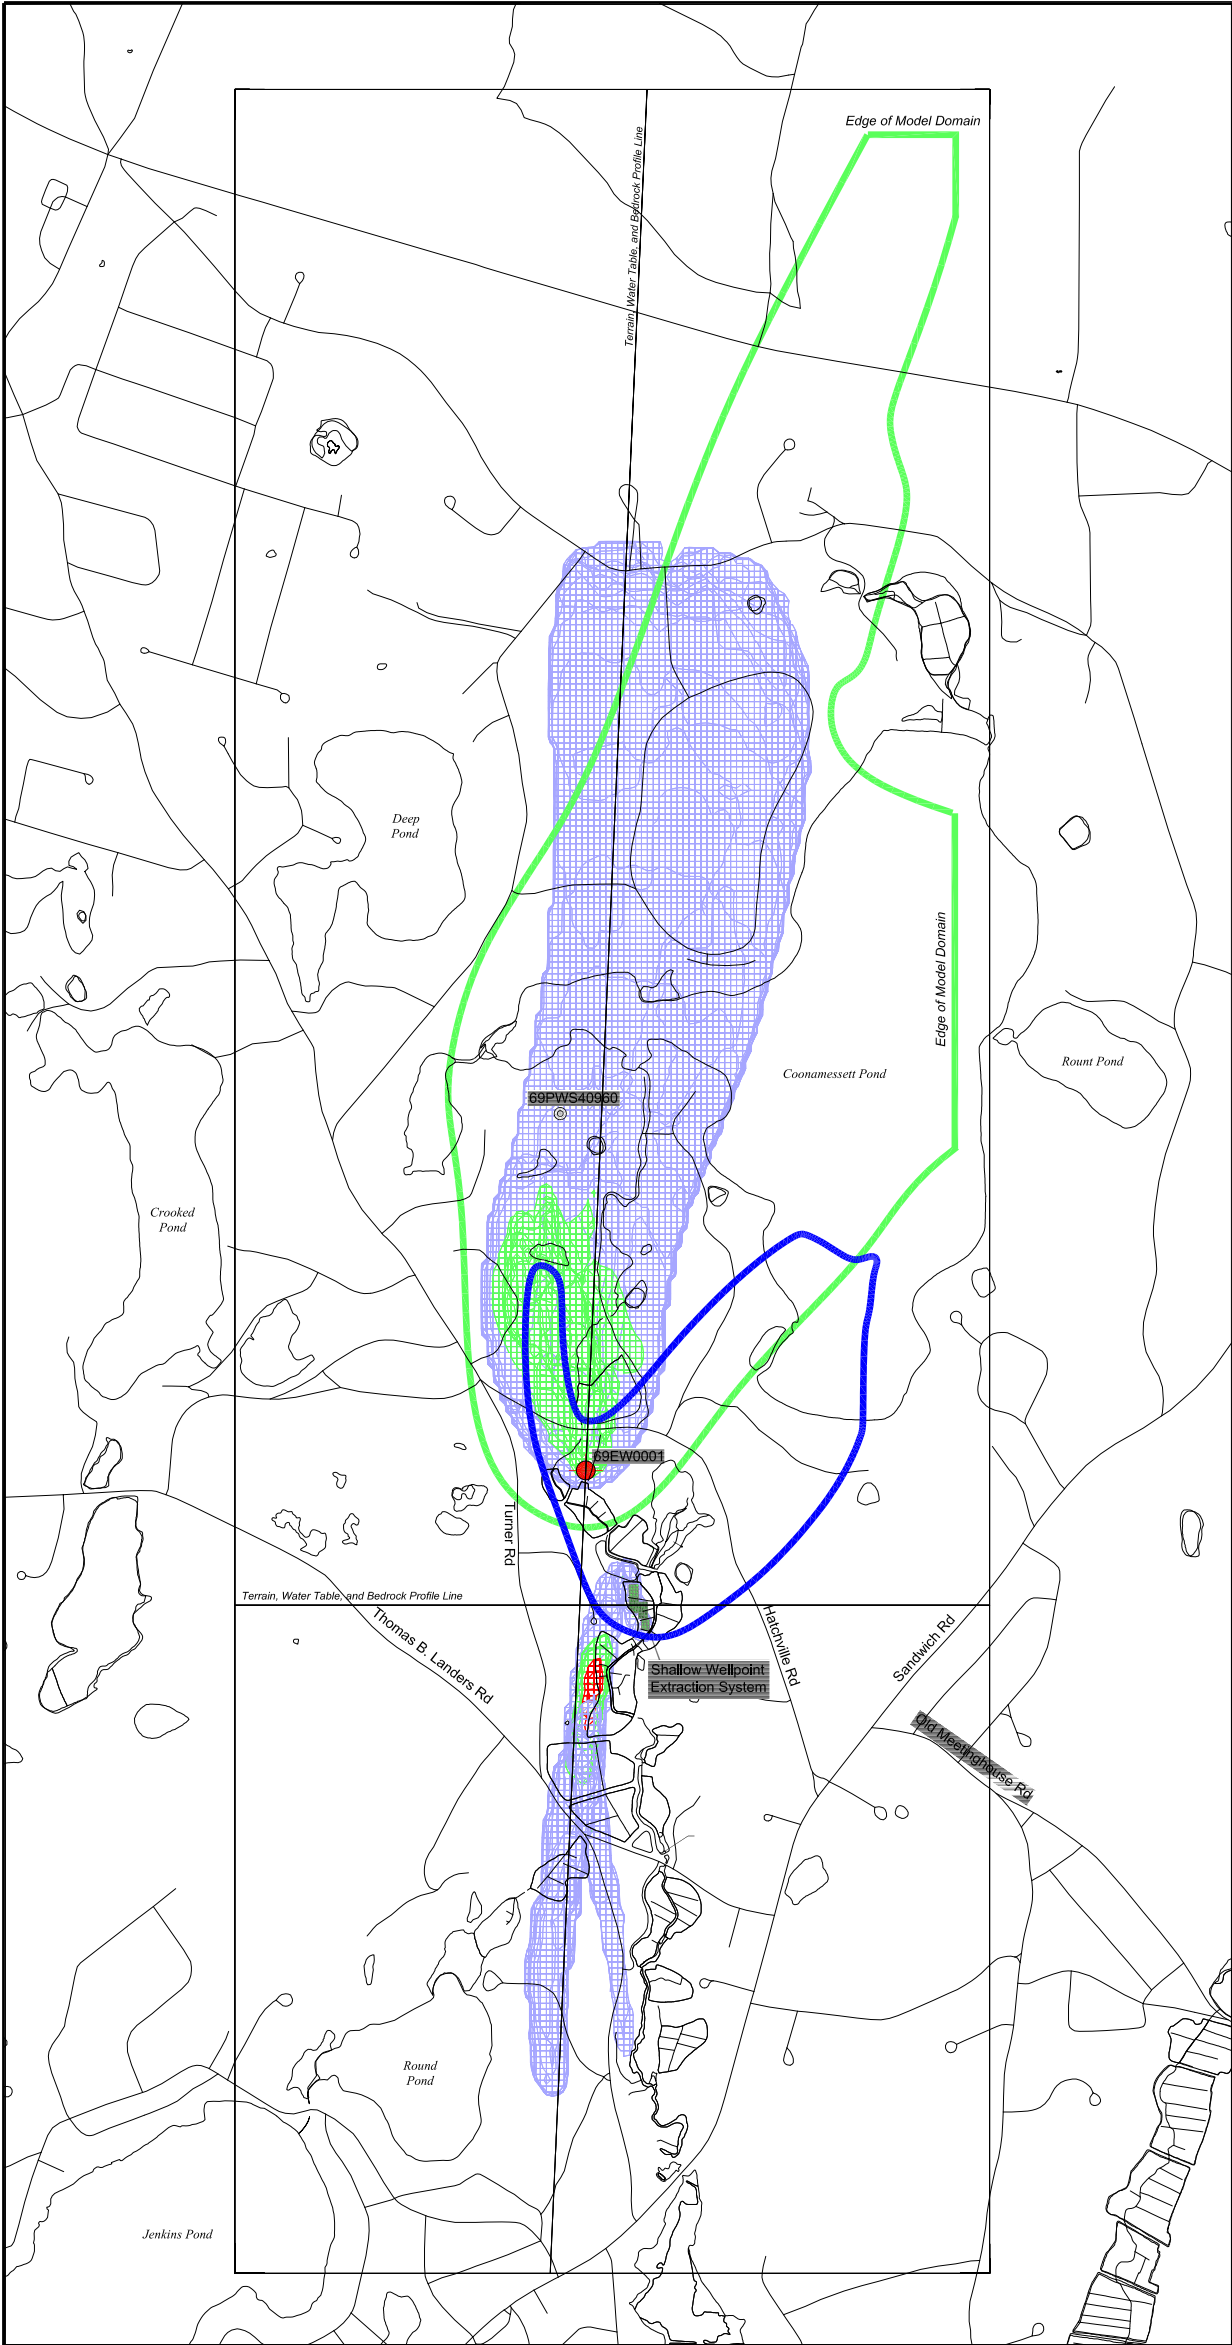 Edge of Model Domain
Terrain, Water Table, and Bedrock Profile Line
Deep
Pond
Edge of Model Domain
Rount Pond
Coonamessett Pond
69PWS40960
Crooked
Pond
69EW0001
Turner Rd
Terrain, Water Table, and Bedrock Profile Line
Thomas B. Landers Rd
Hatchville Rd
Sandwich Rd
Shallow Wellpoint
Extraction System
Old Meetinghouse Rd
Round
Pond
Jenkins Pond